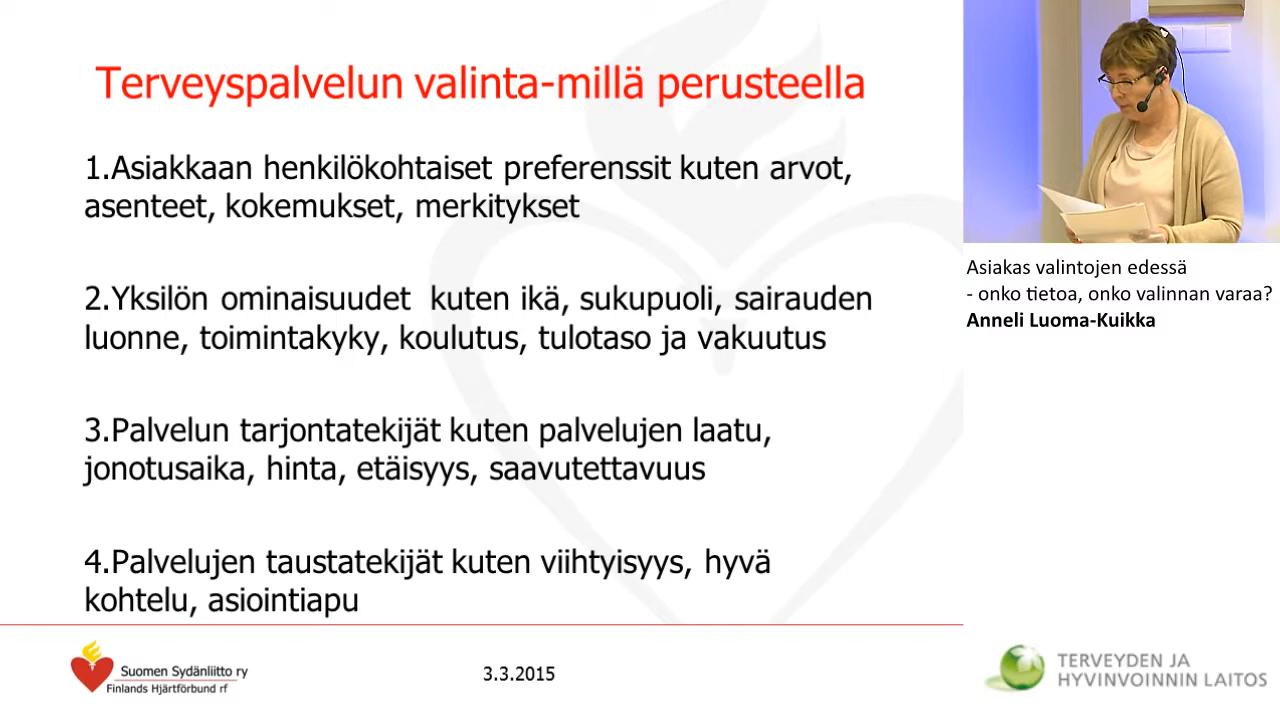 Terveyspalvelun valinta-millä perusteella
1.Asiakkaan henkilökohtaiset preferenssit kuten arvot,
asenteet, kokemukset, merkitykset
2.Yksilön ominaisuudet kuten ikä, sukupuoli, sairauden
luonne, toimintakyky, koulutus, tulotaso ja vakuutus
3.Palvelun tarjontatekijät kuten palvelujen laatu,
jonotusaika, hinta, etäisyys, saavutettavuus
4.Palvelujen taustatekijät kuten viihtyisyys, hyvä
kohtelu, asiointiapu
Suomen Sydänliitto ry
Finlands Hjärtförbund rf
3.3.2015
Asiakas valintojen edessä
- onko tietoa, onko valinnan varaa?
Anneli Luoma-Kuikka
TERVEYDEN JA
HYVINVOINNIN LAITOS